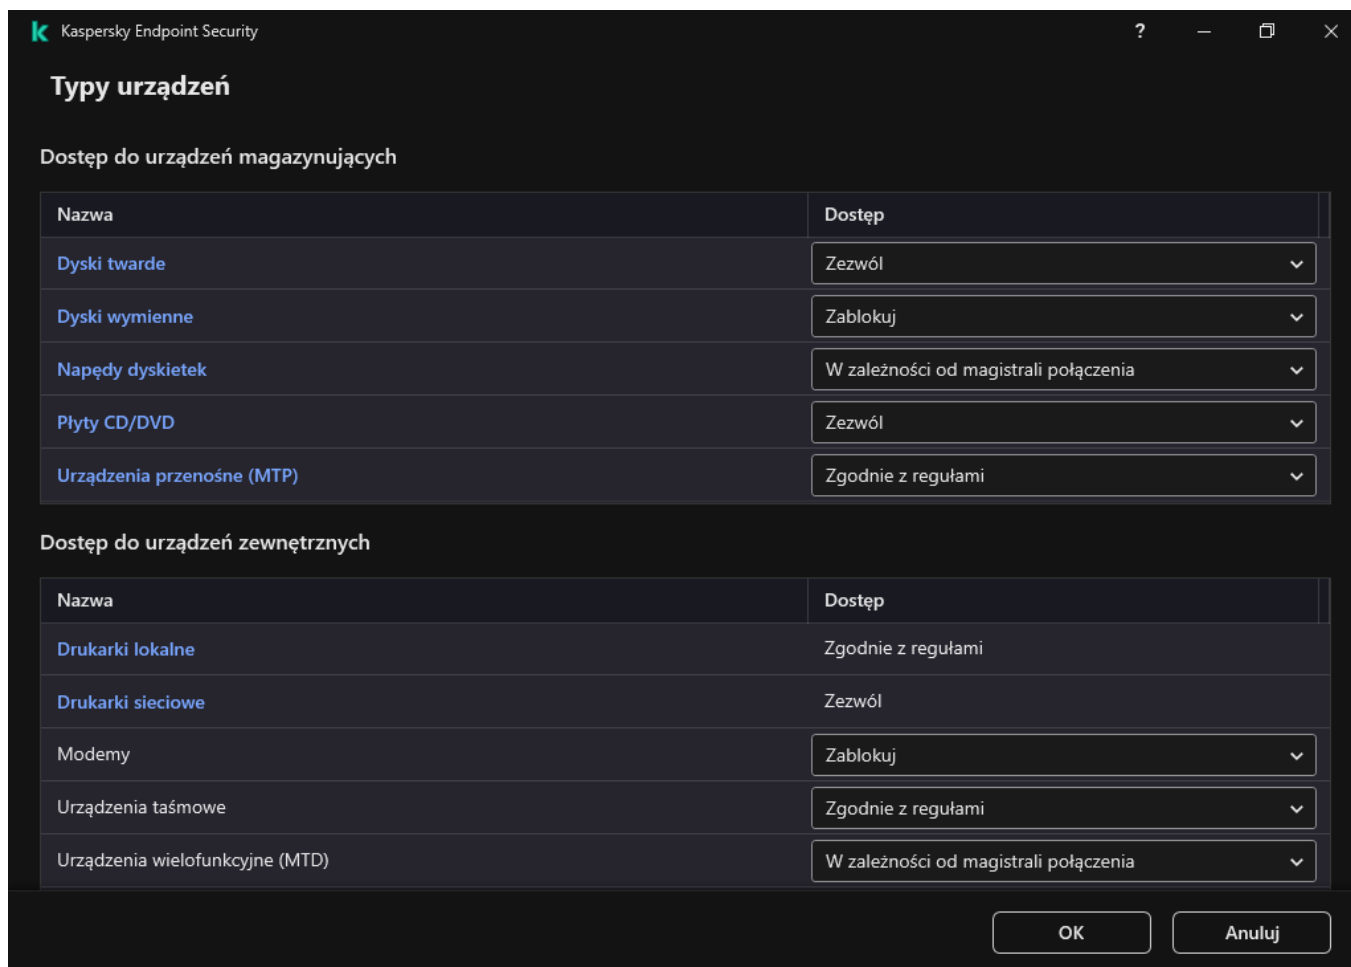 Kaspersky Endpoint Security
?
Typy urządzeń
Dostęp do urządzeń magazynujących
Nazwa Dostęp
Dyski twarde Zezwól
Dyski wymienne Zablokuj
Napędy dyskietek W zależności od magistrali połączenia
Płyty CD/DVD Zezwól
Urządzenia przenośne (MTP) Zgodnie z regułami
Dostęp do urządzeń zewnętrznych
Nazwa Dostęp
Drukarki lokalne Zgodnie z regułami
Drukarki sieciowe Zezwól
Modemy Zablokuj
Urządzenia taśmowe Zgodnie z regułami
Urządzenia wielofunkcyjne (MTD) W zależności od magistrali połączenia
OK Anuluj